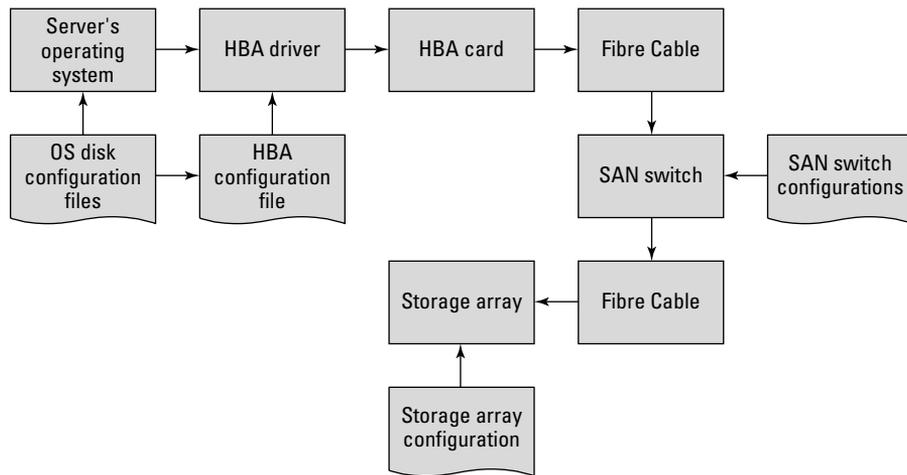 Server's
operating
system
HBA driver
HBA card
Fibre Cable
OS disk
configuration
files
HBA
configuration
file
SAN switch
SAN switch
configurations
Storage array
Fibre Cable
Storage array
configuration